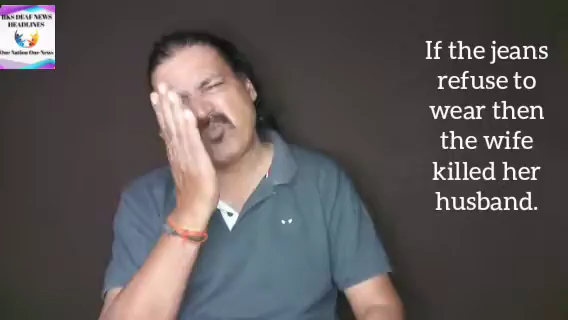 BKS DEAF NEWS
HEADLINES
One Nation One News
If the jeans
refuse to
wear then
the wife
killed her
husband.